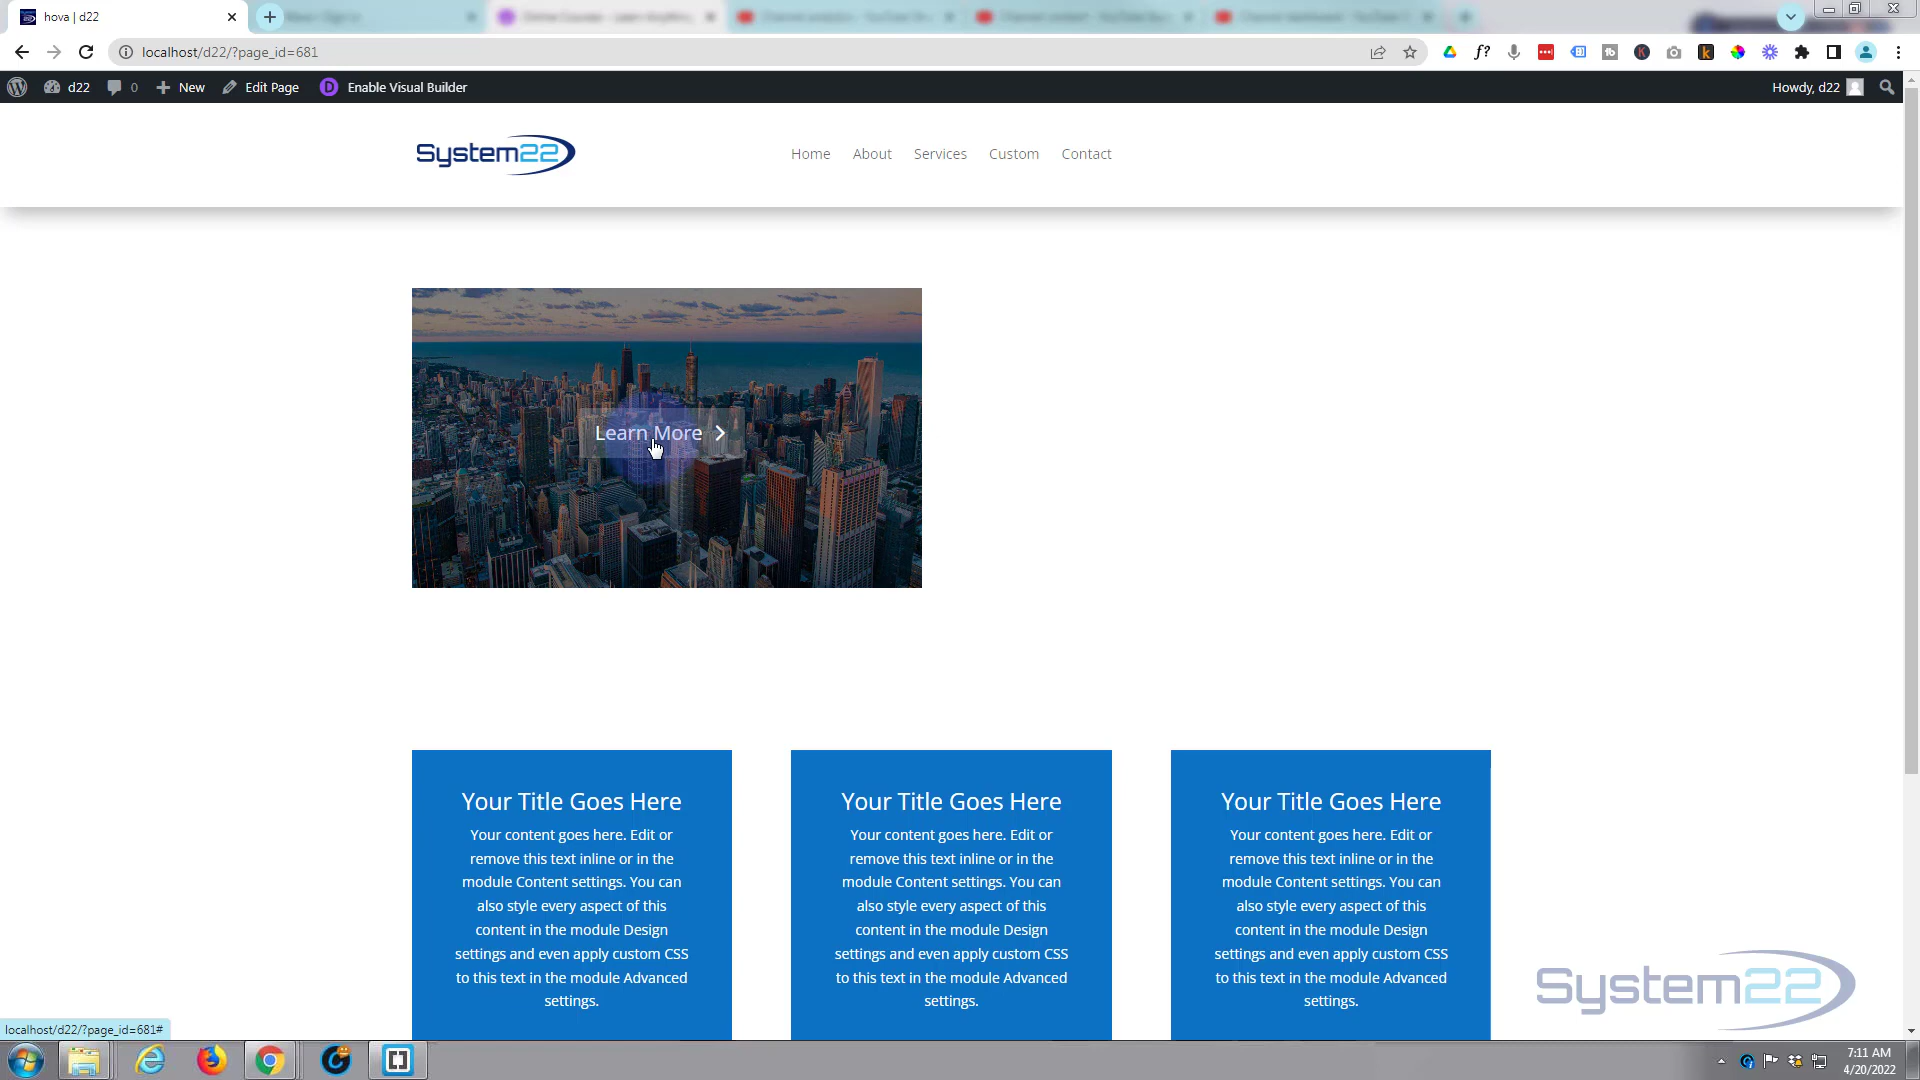 hova | d22
localhost/d22/?page_id=681
d22 0 New Edit Page Enable Visual Builder Howdy, d22
System22
Home About Services Custom Contact
Learn More
Your Title Goes Here
Your content goes here. Edit or
remove this text inline or in the
module Content settings. You can
also style every aspect of this
content in the module Design
settings and even apply custom CSS
to this text in the module Advanced
settings.
Your Title Goes Here
Your content goes here. Edit or
remove this text inline or in the
module Content settings. You can
also style every aspect of this
content in the module Design
settings and even apply custom CSS
to this text in the module Advanced
settings.
Your Title Goes Here
Your content goes here. Edit or
remove this text inline or in the
module Content settings. You can
also style every aspect of this
content in the module Design
settings and even apply custom CSS
to this text in the module Advanced
settings.
System22
localhost/d22/?page_id=681#
7:11 AM
4/20/2022